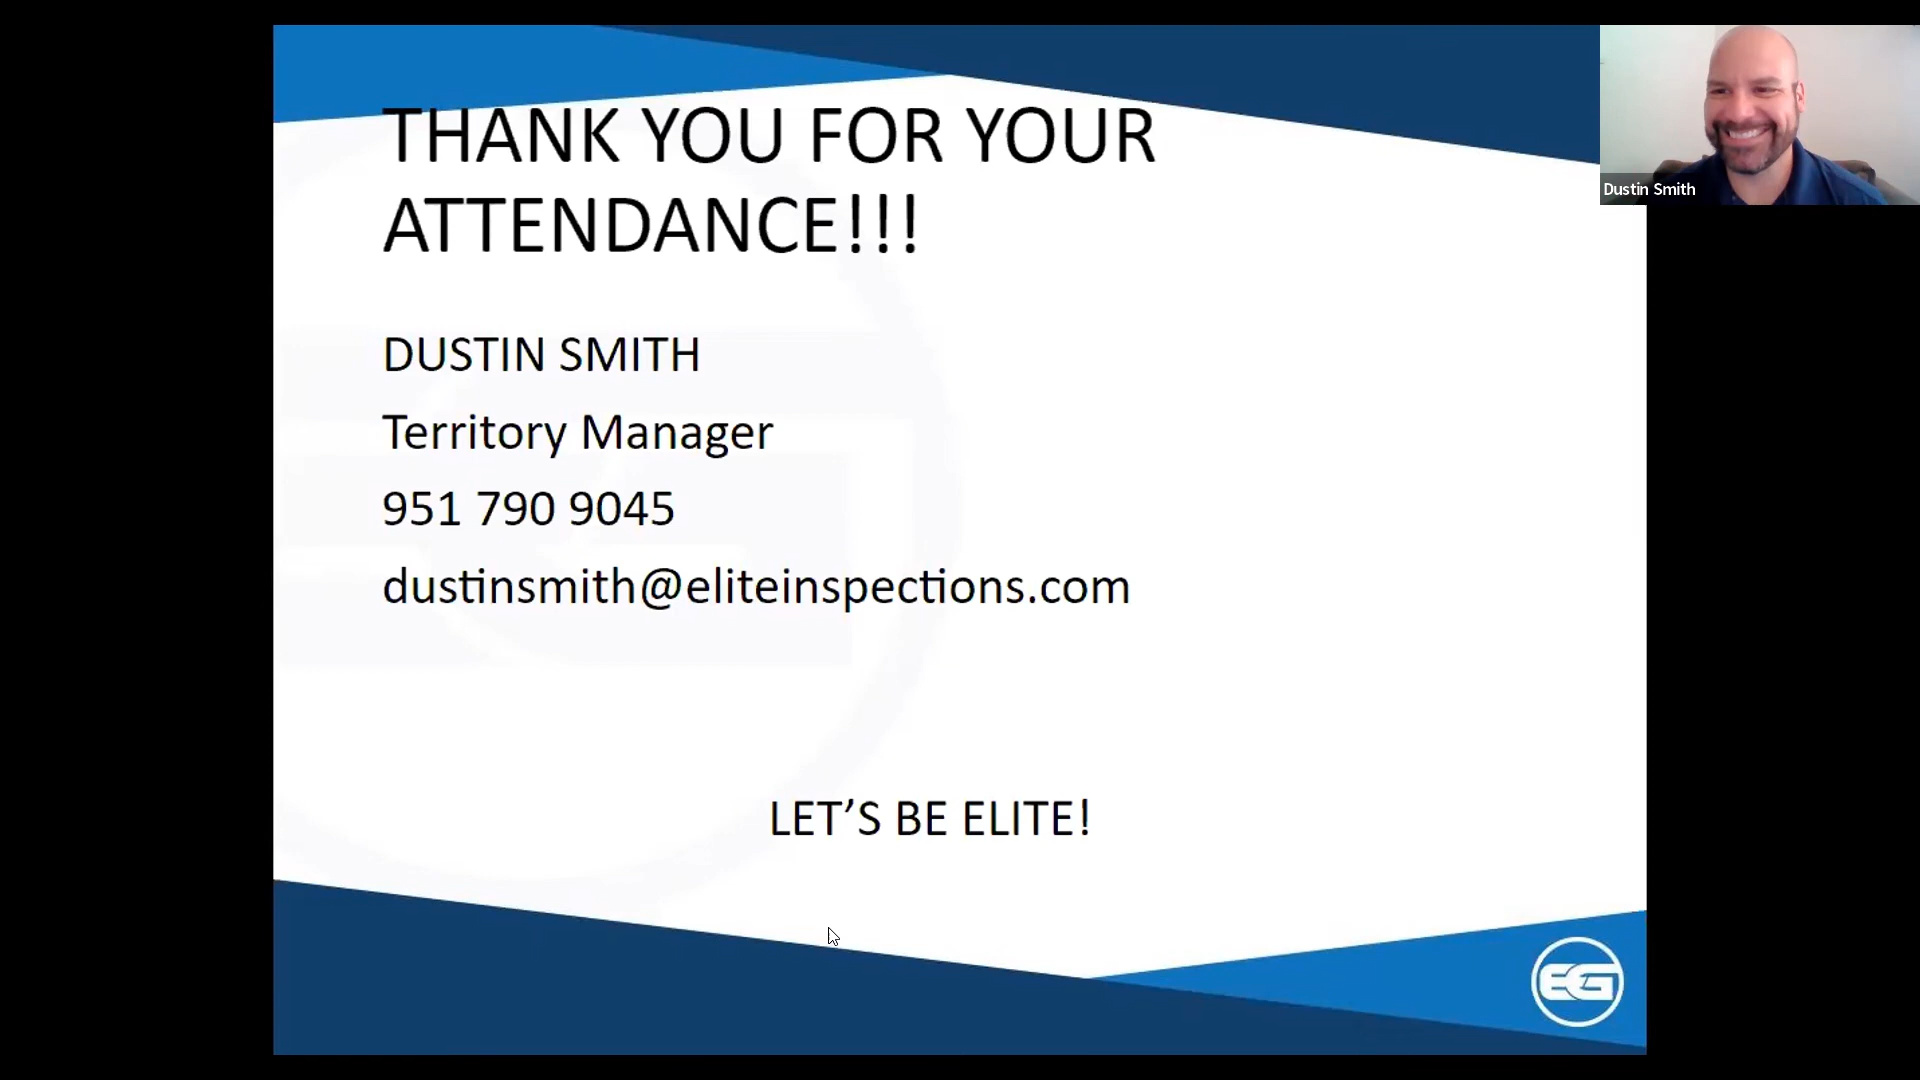 THANK YOU FOR YOUR
ATTENDANCE!!!
DUSTIN SMITH
Territory Manager
951 790 9045
dustinsmith@eliteinspections.com
LET’S BE ELITE!
EG
Dustin Smith